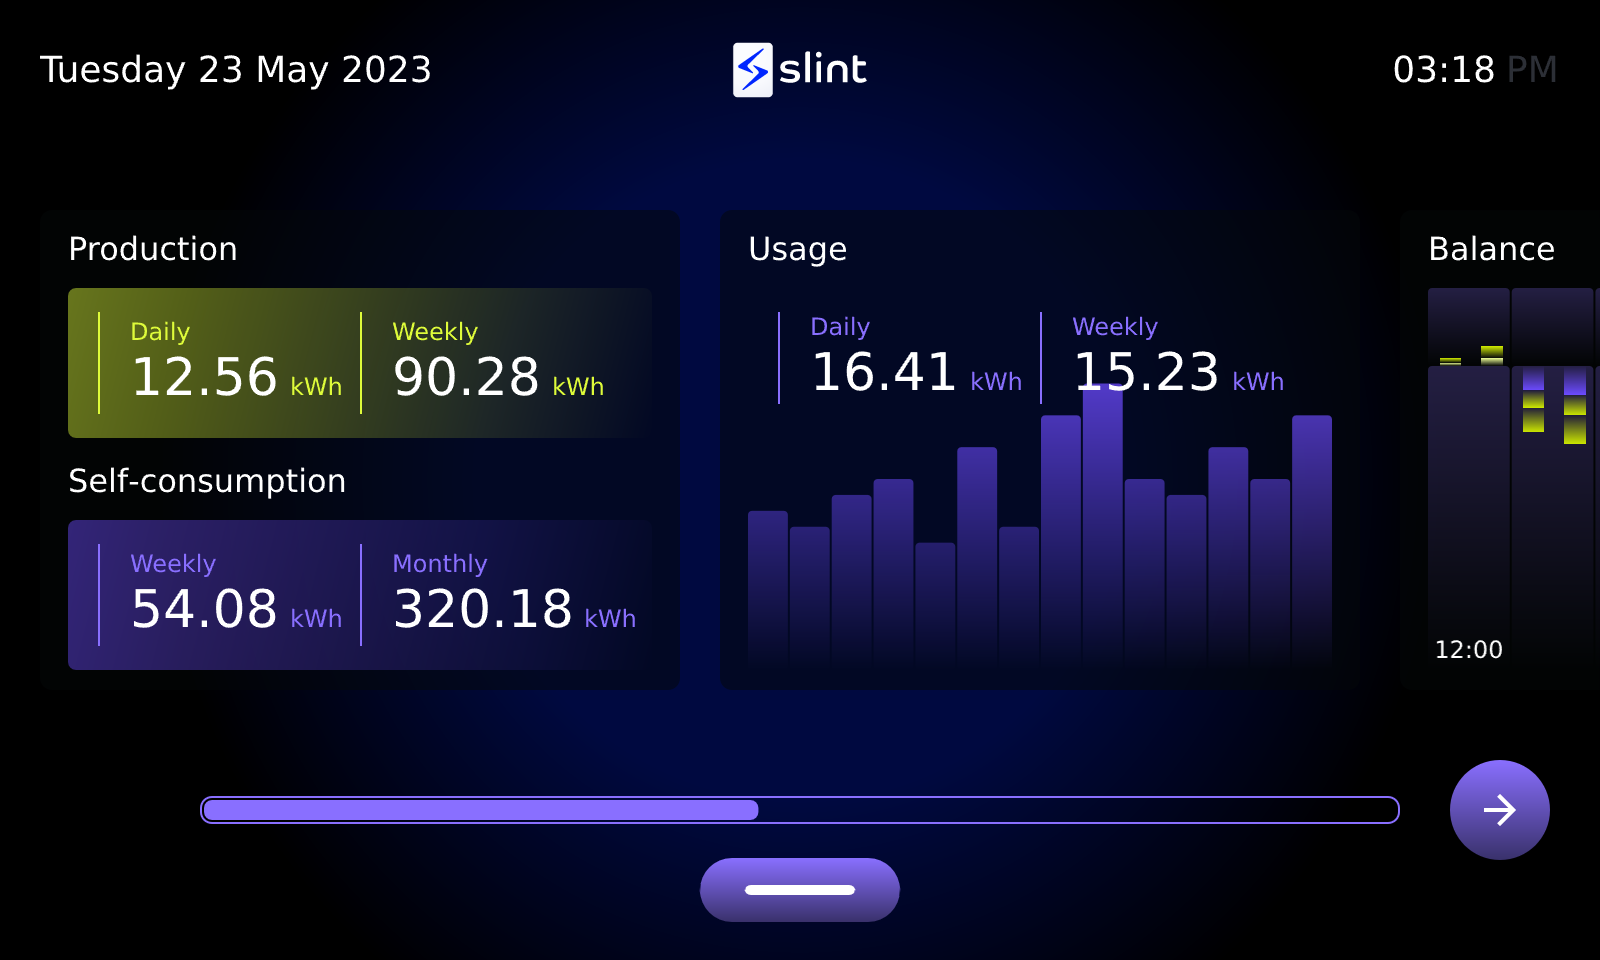 Tuesday 23 May 2023
slint
03:18 PM
Production
Daily
12.56 kWh
Weekly
90.28 kWh
Self-consumption
Weekly
54.08 kWh
Monthly
320.18 kWh
Usage
Daily
16.41 kWh
Weekly
15.23 kWh
Balance
12:00